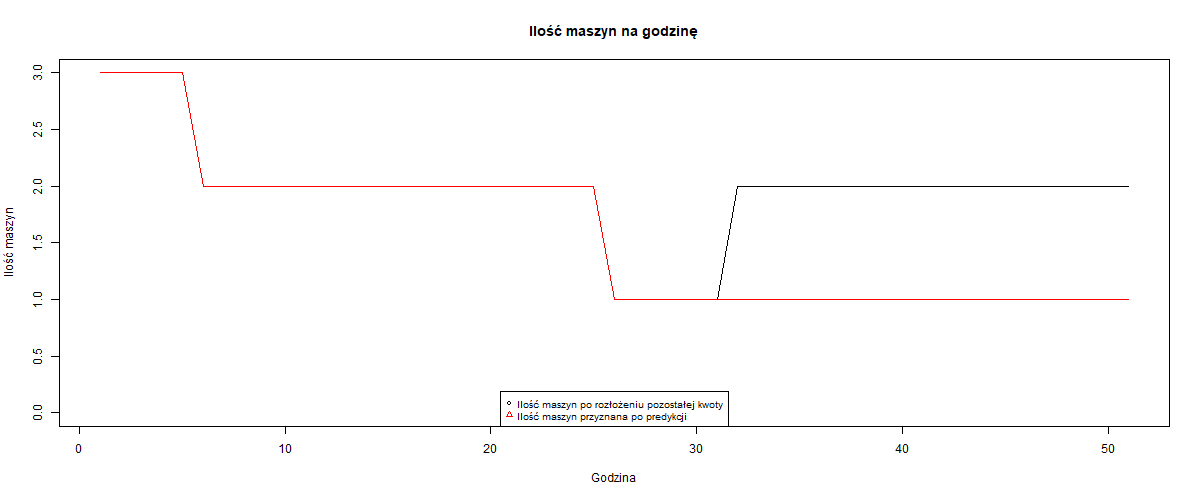 Ilość maszyn na godzinę
Ilość maszyn
3.0
2.5
2.0
1.5
1.0
0.5
0.0
Ilość maszyn po rozłożeniu pozostałej kwoty
Ilość maszyn przyznana po predykcji
0 10 20 30 40 50
Godzina